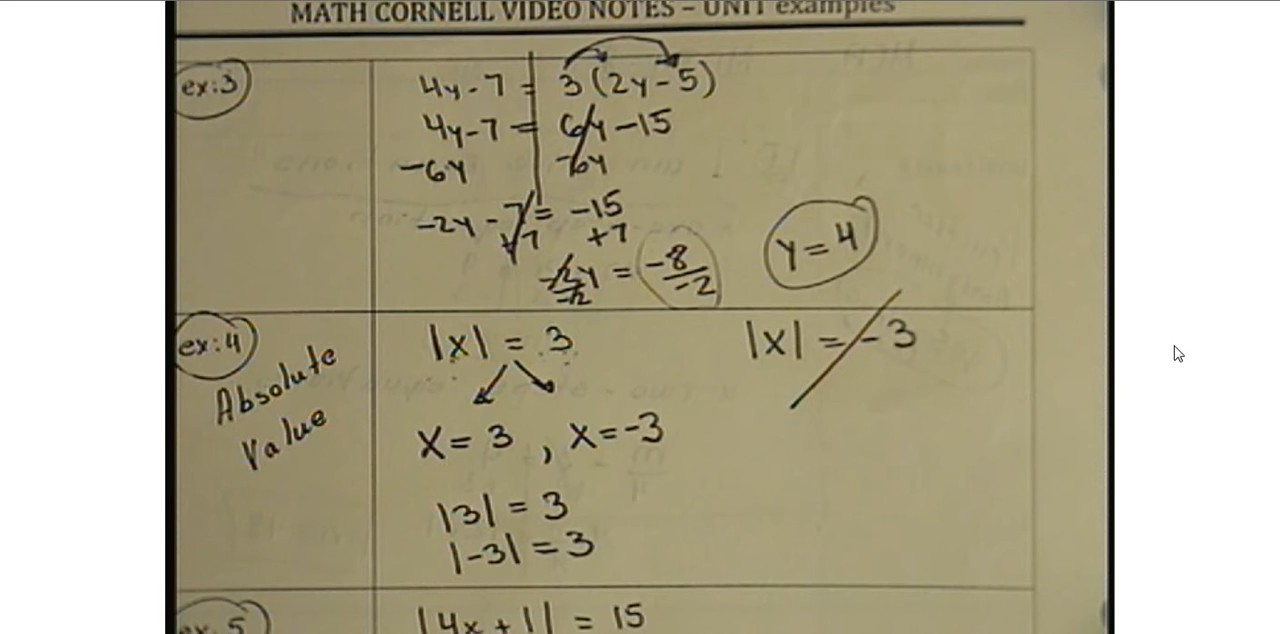 MATH CORNELL VIDEO NOTES – UNIT examples
ex:3
4y - 7 = 3(2y - 5)
4y - 7 = 6y - 15
-6y -6y
-2y - 7 = -15
+7 +7
-2y = -8
-2 -2
y = 4
ex:4
Absolute
Value
|x| = 3
x = 3 , x = -3
|3| = 3
|-3| = 3
|x| = -3
ex. 5
|4x + 1| = 15